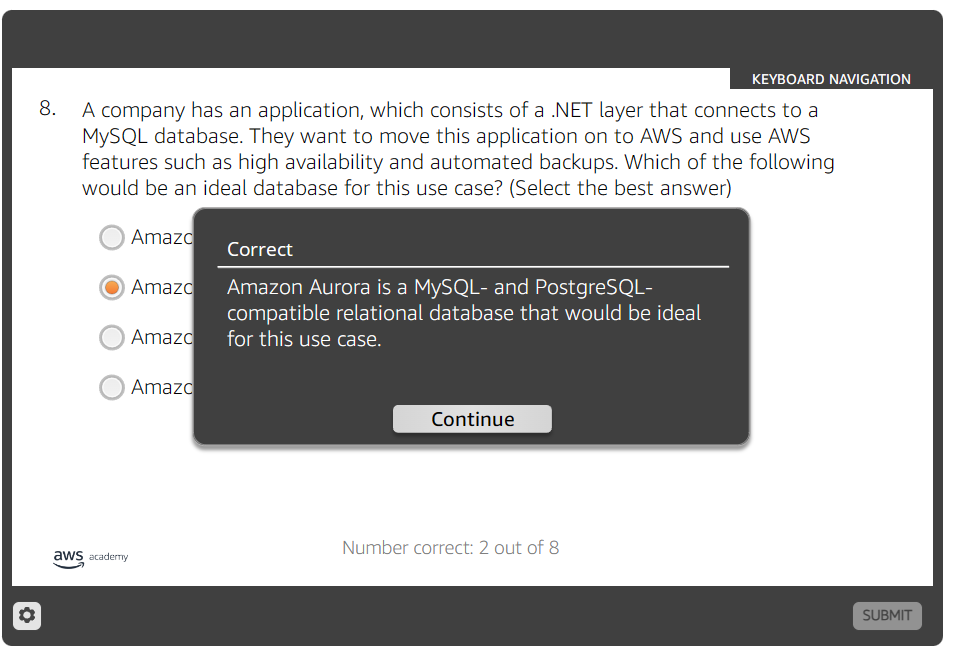 KEYBOARD NAVIGATION
8. A company has an application, which consists of a .NET layer that connects to a
MySQL database. They want to move this application on to AWS and use AWS
features such as high availability and automated backups. Which of the following
would be an ideal database for this use case? (Select the best answer)
Amazo
Amazo
Amazo
Amazo
Correct
Amazon Aurora is a MySQL- and PostgreSQL-
compatible relational database that would be ideal
for this use case.
Continue
Number correct: 2 out of 8
aws academy
SUBMIT